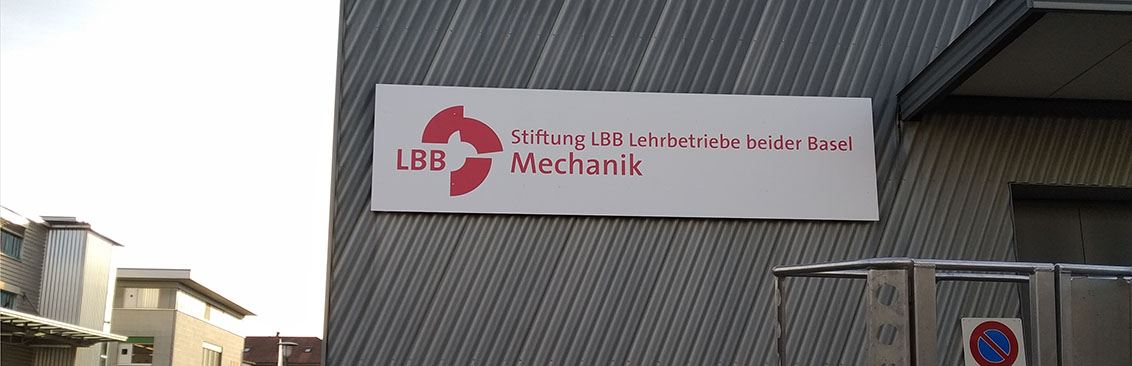 LBB
Stiftung LBB Lehrbetriebe beider Basel
Mechanik